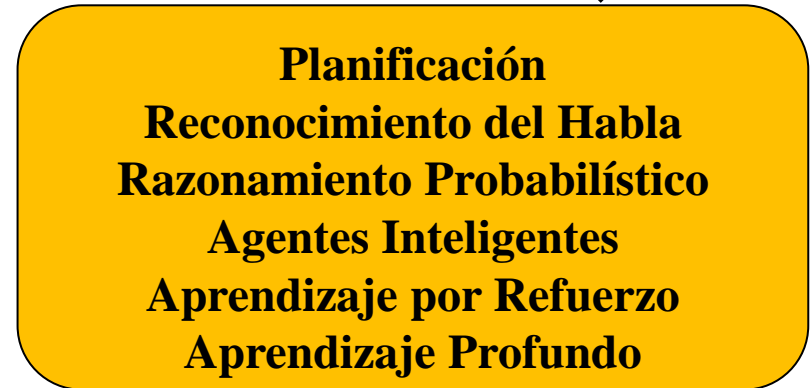 Planificación
Reconocimiento del Habla
Razonamiento Probabilístico
Agentes Inteligentes
Aprendizaje por Refuerzo
Aprendizaje Profundo